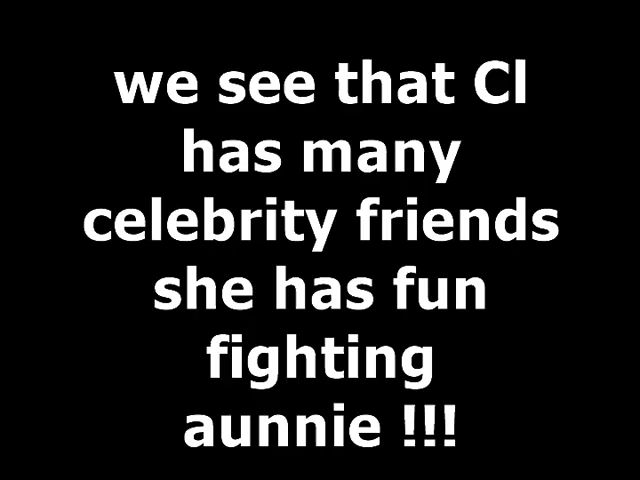 we see that Cl
has many
celebrity friends
she has fun
fighting
aunnie !!!